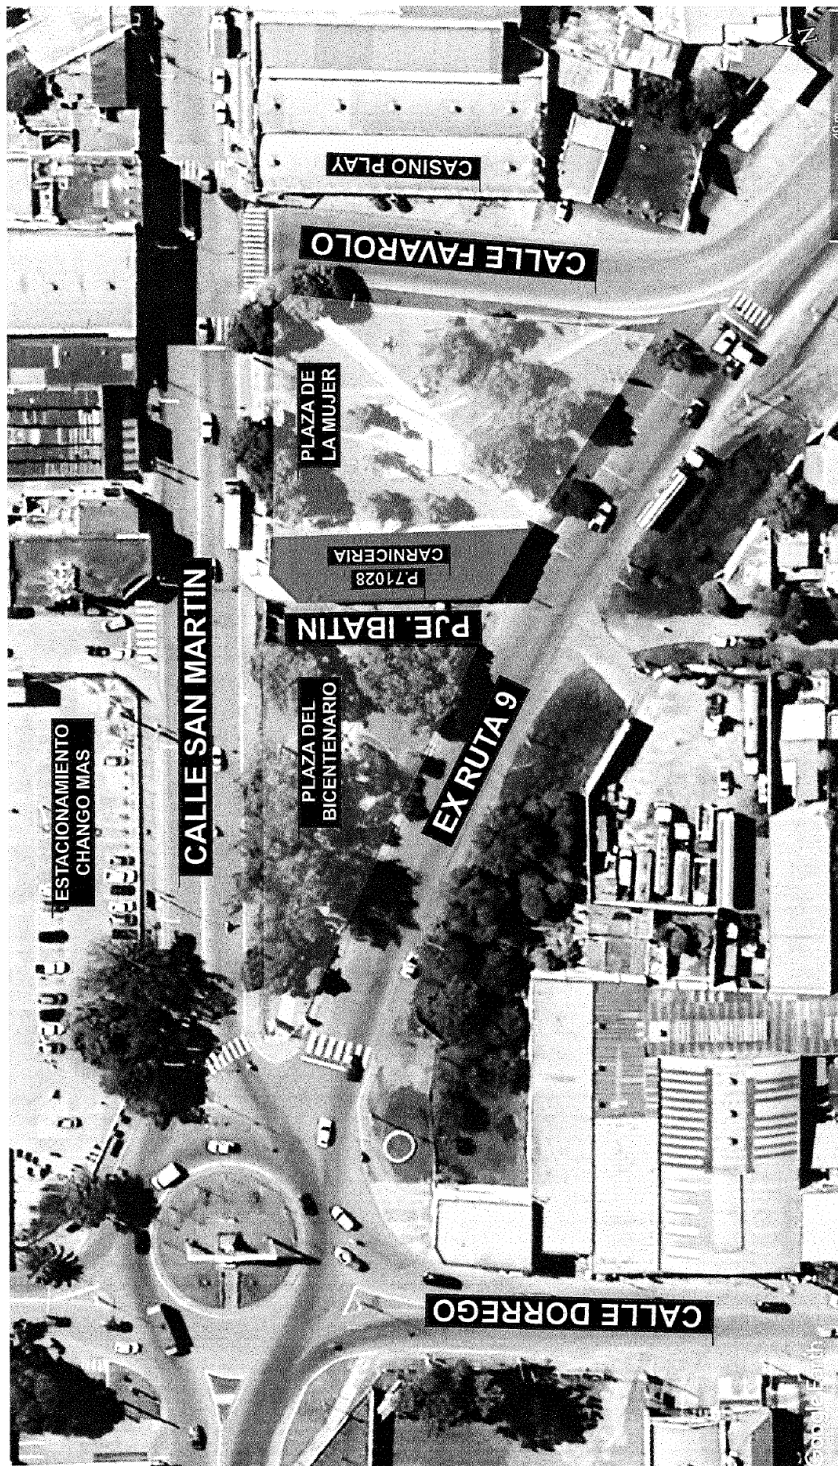 ESTACIONAMIENTO
CHANGO MAS
CALLE SAN MARTIN
PLAZA DEL
BICENTENARIO
PLAZA DE
LA MUJER
PJE. IBATIN
P.71028
CARNICERIA
EX RUTA 9
CALLE FAVAROLO
CASINO PLAY
CALLE DORREGO
Google Earth
N